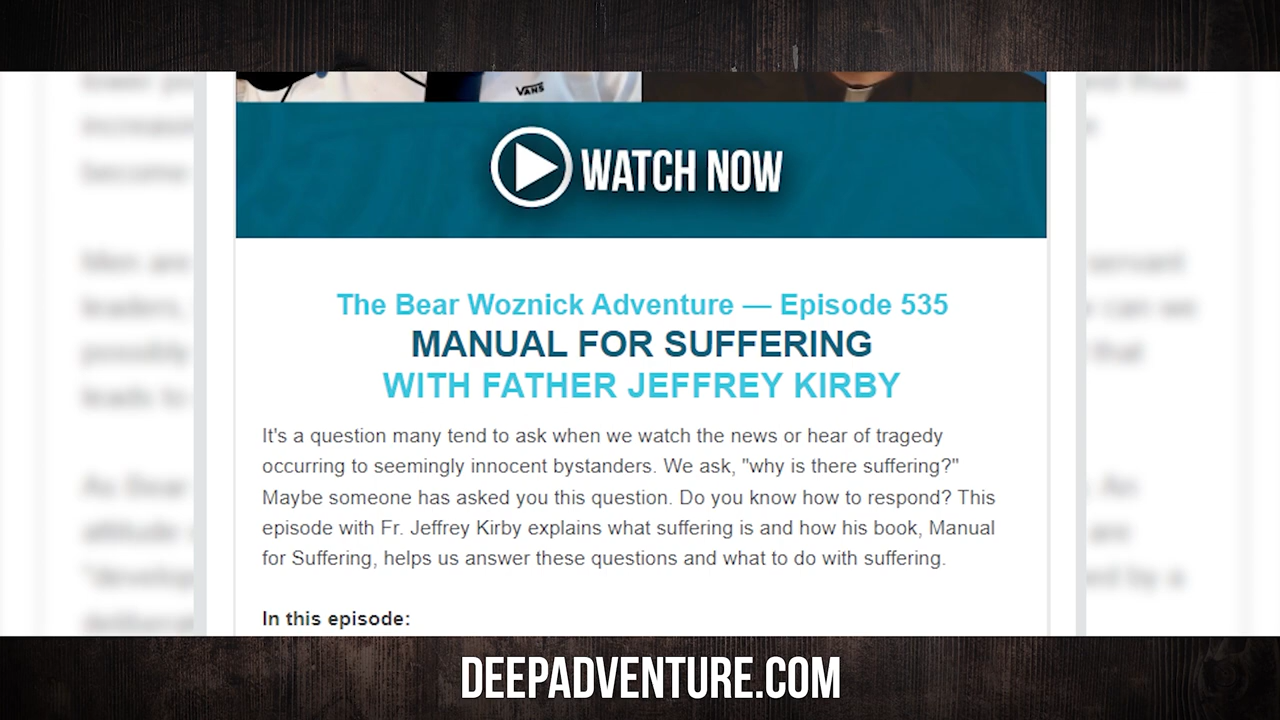 VANS
WATCH NOW
The Bear Woznick Adventure — Episode 535
MANUAL FOR SUFFERING
WITH FATHER JEFFREY KIRBY
It's a question many tend to ask when we watch the news or hear of tragedy
occurring to seemingly innocent bystanders. We ask, "why is there suffering?"
Maybe someone has asked you this question. Do you know how to respond? This
episode with Fr. Jeffrey Kirby explains what suffering is and how his book, Manual
for Suffering, helps us answer these questions and what to do with suffering.
In this episode:
DEEPADVENTURE.COM